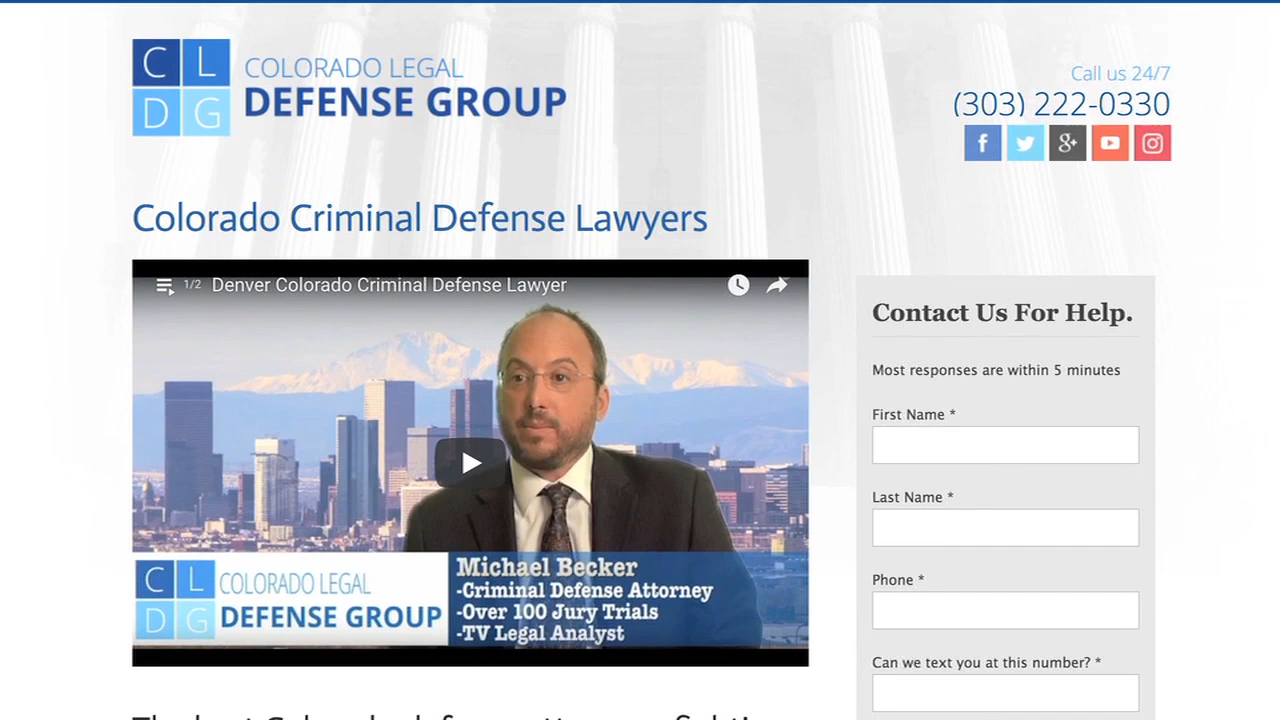 C L
D G
COLORADO LEGAL
DEFENSE GROUP
Call us 24/7
(303) 222-0330
f
g+
Colorado Criminal Defense Lawyers
1/2 Denver Colorado Criminal Defense Lawyer
C L
D G
COLORADO LEGAL
DEFENSE GROUP
Michael Becker
-Criminal Defense Attorney
-Over 100 Jury Trials
-TV Legal Analyst
Contact Us For Help.
Most responses are within 5 minutes
First Name *
Last Name *
Phone *
Can we text you at this number? *